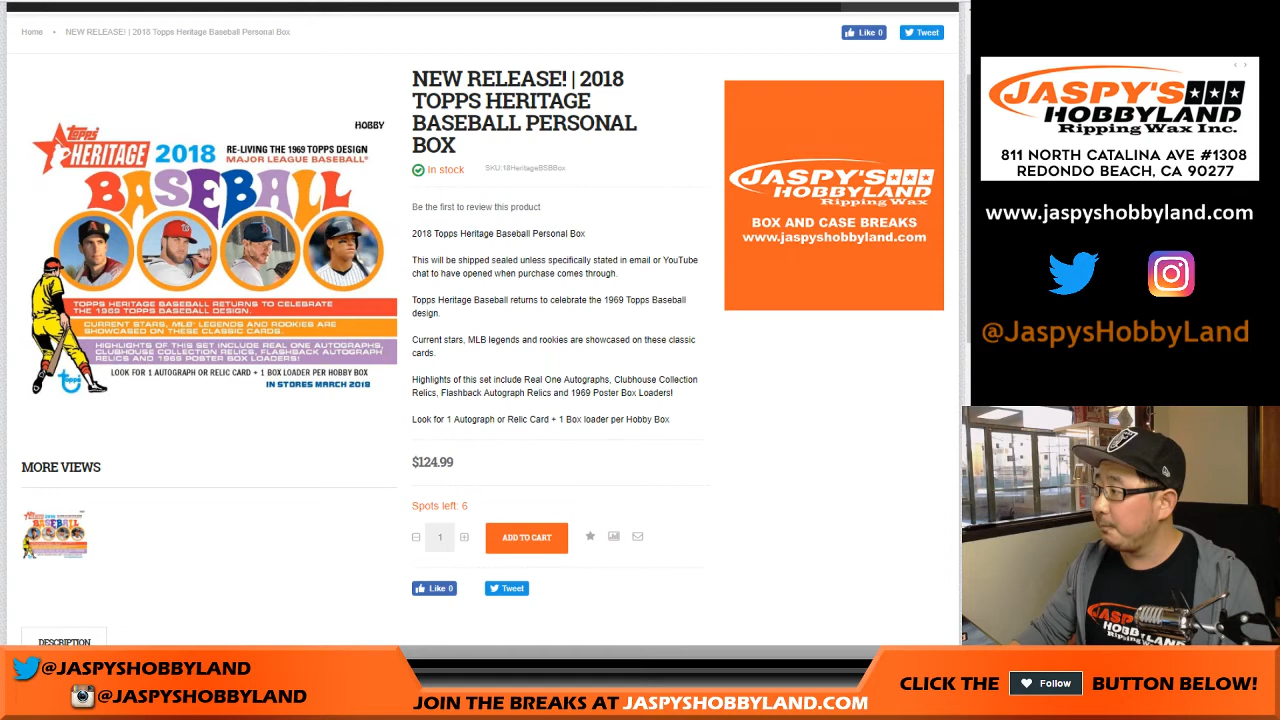 Home • NEW RELEASE! | 2018 Topps Heritage Baseball Personal Box
Like 0
Tweet
Topps
HERITAGE
2018
HOBBY
RE-LIVING THE 1969 TOPPS DESIGN
MAJOR LEAGUE BASEBALL®
BASEBALL
TOPPS HERITAGE BASEBALL RETURNS TO CELEBRATE
THE 1969 TOPPS BASEBALL DESIGN.
CURRENT STARS, MLB® LEGENDS AND ROOKIES ARE
SHOWCASED ON THESE CLASSIC CARDS.
HIGHLIGHTS OF THIS SET INCLUDE REAL ONE AUTOGRAPHS,
CLUBHOUSE COLLECTION RELICS, FLASHBACK AUTOGRAPH
RELICS AND 1969 POSTER BOX LOADERS!
LOOK FOR 1 AUTOGRAPH OR RELIC CARD + 1 BOX LOADER PER HOBBY BOX
Topps
IN STORES MARCH 2018
MORE VIEWS
DESCRIPTION
NEW RELEASE! | 2018
TOPPS HERITAGE
BASEBALL PERSONAL
BOX
In stock
SKU:18HeritageBSBBox
Be the first to review this product
2018 Topps Heritage Baseball Personal Box
This will be shipped sealed unless specifically stated in email or YouTube
chat to have opened when purchase comes through.
Topps Heritage Baseball returns to celebrate the 1969 Topps Baseball
design.
Current stars, MLB legends and rookies are showcased on these classic
cards.
Highlights of this set include Real One Autographs, Clubhouse Collection
Relics, Flashback Autograph Relics and 1969 Poster Box Loaders!
Look for 1 Autograph or Relic Card + 1 Box loader per Hobby Box
$124.99
Spots left: 6
1
ADD TO CART
Like 0
Tweet
JASPY'S
HOBBYLAND
Ripping Wax
BOX AND CASE BREAKS
www.jaspyshobbyland.com
JASPY'S
HOBBYLAND
Ripping Wax Inc.
811 NORTH CATALINA AVE #1308
REDONDO BEACH, CA 90277
www.jaspyshobbyland.com
@JaspysHobbyLand
JASPY'S
HOBBYLAND
Ripping
@JASPYSHOBBYLAND
@JASPYSHOBBYLAND
JOIN THE BREAKS AT JASPYSHOBBYLAND.COM
CLICK THE
Follow
BUTTON BELOW!